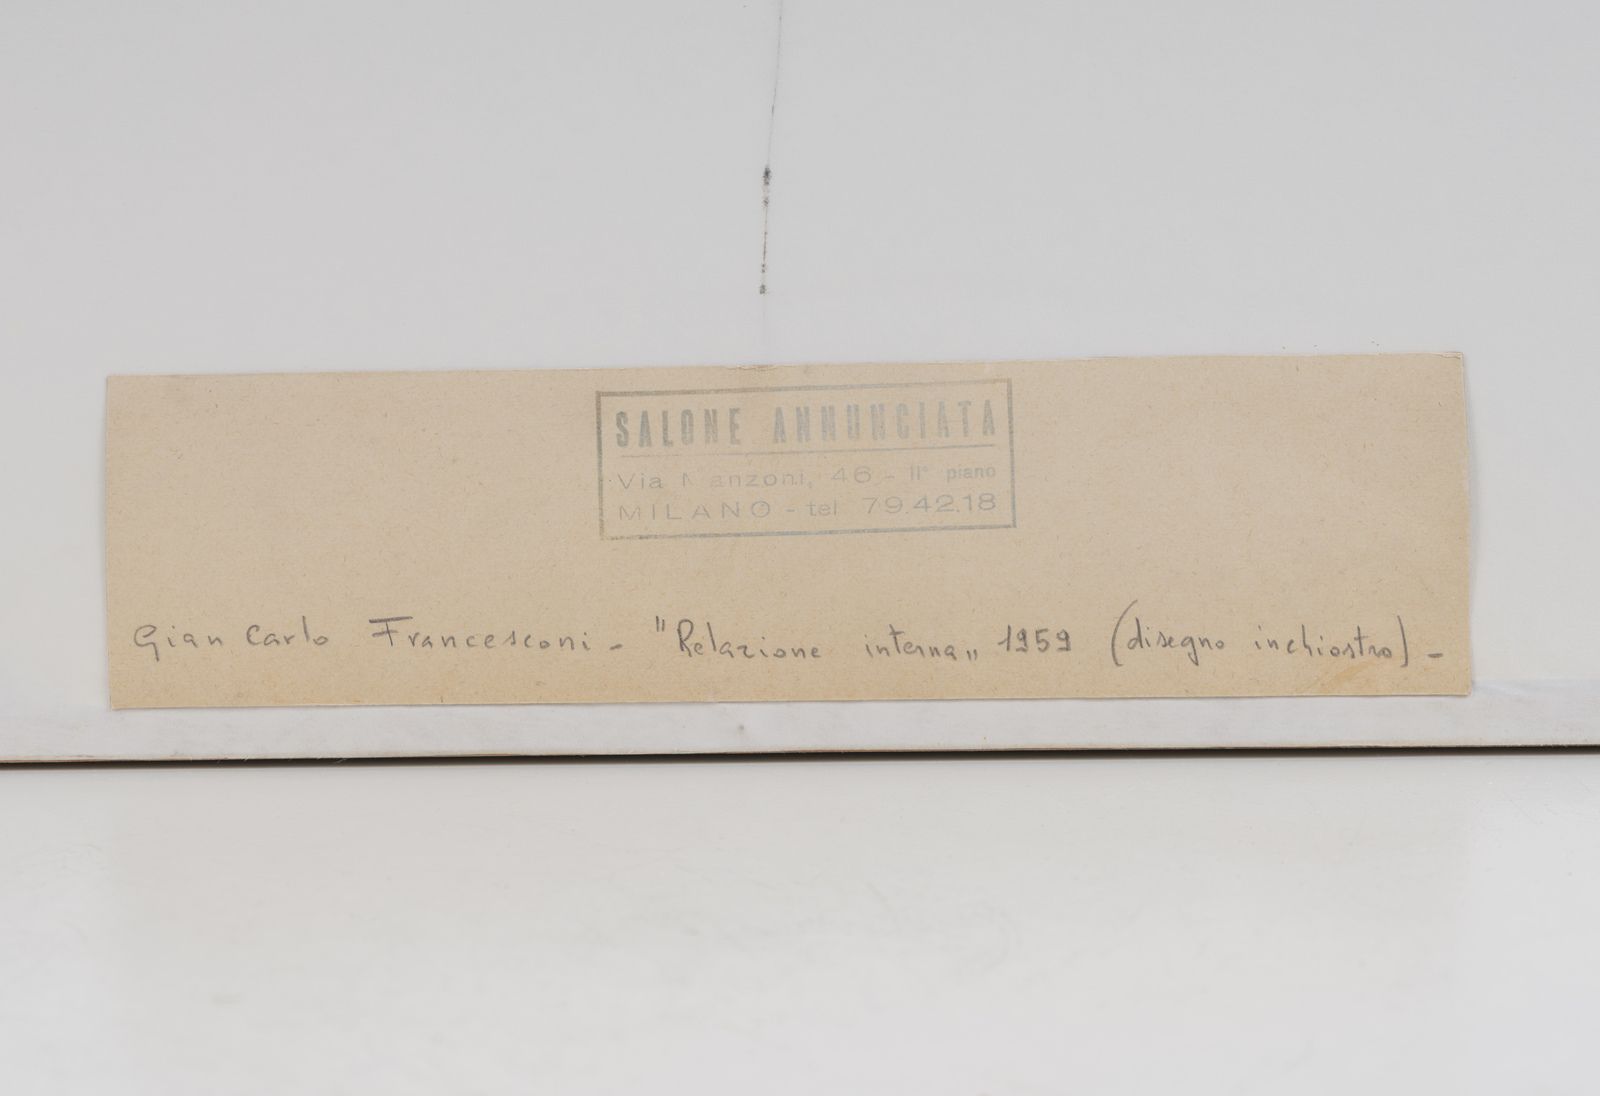 SALONE ANNUNCIATA
Via Manzoni, 46 - II° piano
MILANO - tel 79.42.18
Gian Carlo Francesconi - "Relazione interna„ 1959 (disegno inchiostro) -